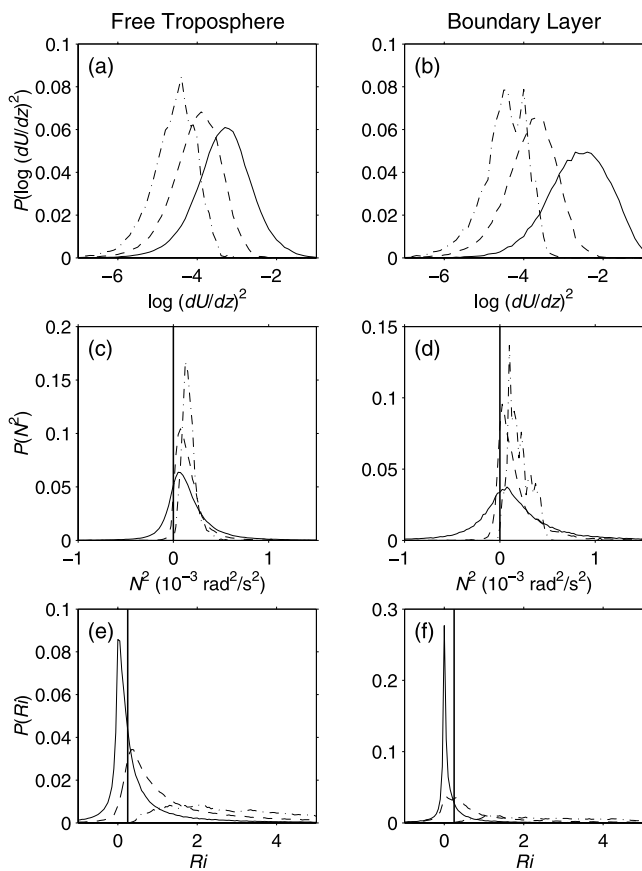 Free Troposphere
Boundary Layer
(a)
P(log (dU/dz)²)
0.1
0.08
0.06
0.04
0.02
0
−6 −4 −2
log (dU/dz)²
(b)
0.1
0.08
0.06
0.04
0.02
0
−6 −4 −2
log (dU/dz)²
(c)
P(N²)
0.2
0.15
0.1
0.05
0
−1 0 1
N² (10⁻³ rad²/s²)
(d)
0.15
0.1
0.05
0
−1 0 1
N² (10⁻³ rad²/s²)
(e)
P(Ri)
0.1
0.08
0.06
0.04
0.02
0
0 2 4
Ri
(f)
0.3
0.2
0.1
0
0 2 4
Ri